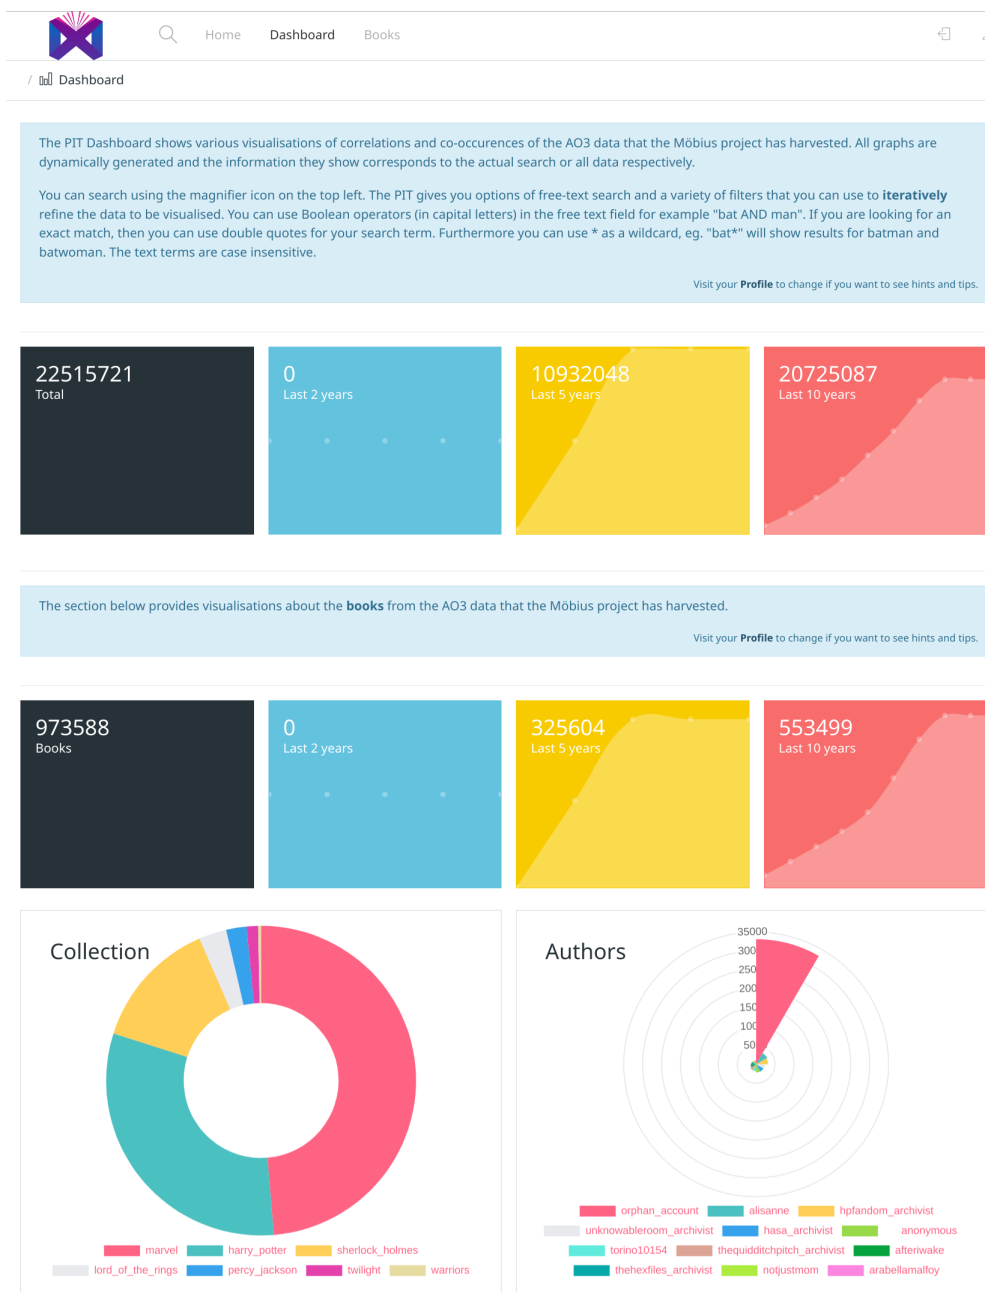 Home Dashboard Books
/ Dashboard
The PIT Dashboard shows various visualisations of correlations and co-occurences of the AO3 data that the Möbius project has harvested. All graphs are
dynamically generated and the information they show corresponds to the actual search or all data respectively.
You can search using the magnifier icon on the top left. The PIT gives you options of free-text search and a variety of filters that you can use to iteratively
refine the data to be visualised. You can use Boolean operators (in capital letters) in the free text field for example "bat AND man". If you are looking for an
exact match, then you can use double quotes for your search term. Furthermore you can use * as a wildcard, eg. "bat*" will show results for batman and
batwoman. The text terms are case insensitive.
Visit your Profile to change if you want to see hints and tips.
22515721
Total
0
Last 2 years
10932048
Last 5 years
20725087
Last 10 years
The section below provides visualisations about the books from the AO3 data that the Möbius project has harvested.
Visit your Profile to change if you want to see hints and tips.
973588
Books
0
Last 2 years
325604
Last 5 years
553499
Last 10 years
Collection
marvel harry_potter sherlock_holmes
lord_of_the_rings percy_jackson twilight warriors
Authors
35000
300
250
200
150
100
50
orphan_account alisanne hpfandom_archivist
unknowableroom_archivist hasa_archivist anonymous
torino10154 thequidditchpitch_archivist afteriwake
thehexfiles_archivist notjustmom arabellamalfoy